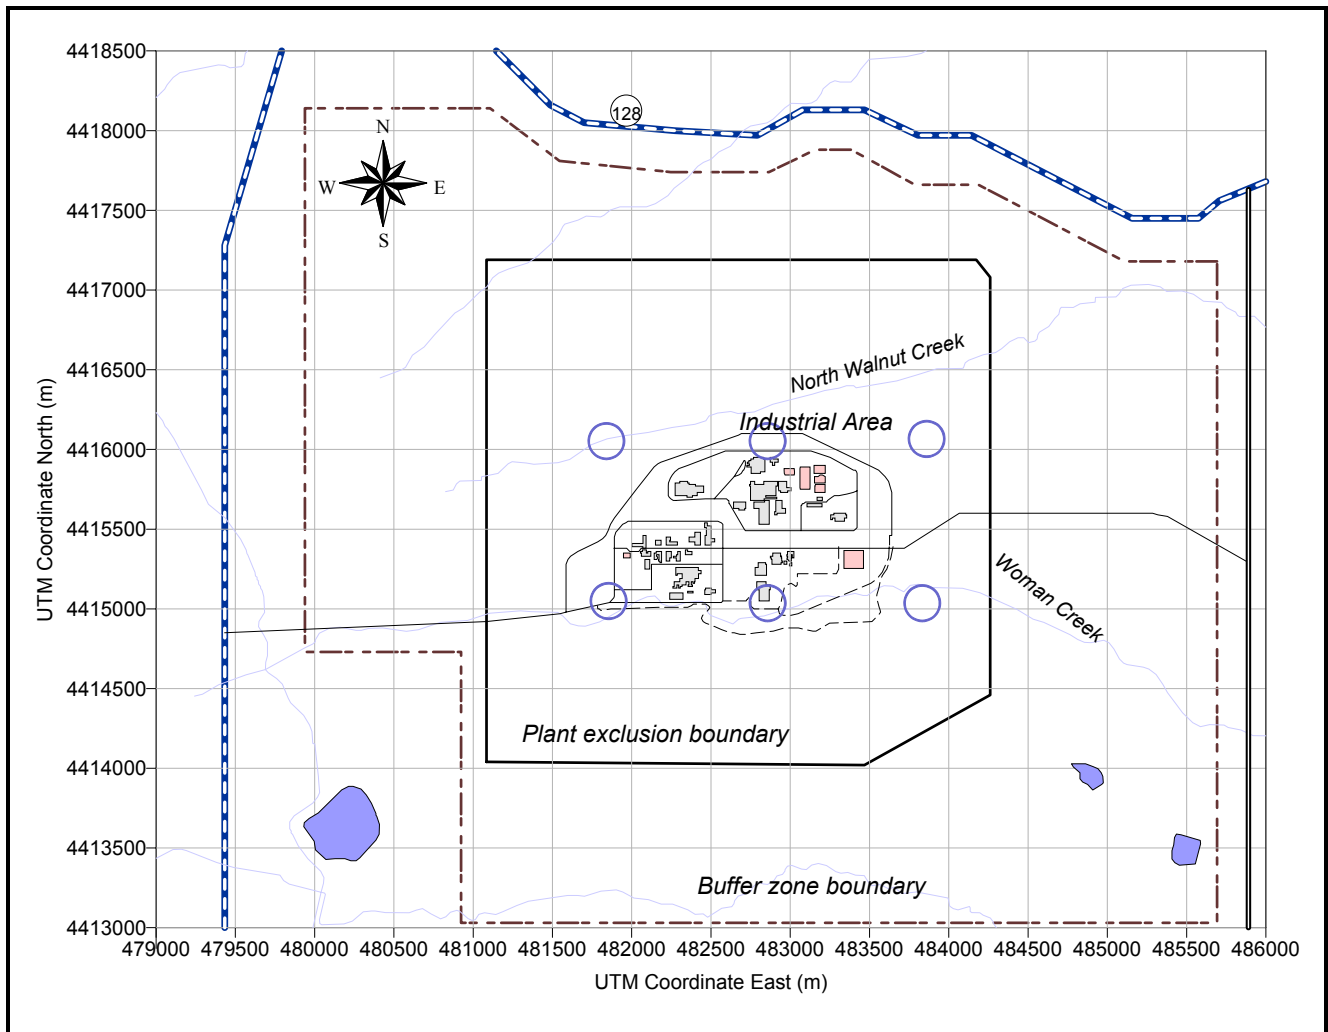 4418500
128
4418000
N
W
E
S
4417500
4417000
4416500
North Walnut Creek
Industrial Area
4416000
4415500
Woman Creek
4415000
4414500
Plant exclusion boundary
4414000
4413500
Buffer zone boundary
4413000
UTM Coordinate North (m)
479000 479500 480000 480500 481000 481500 482000 482500 483000 483500 484000 484500 485000 485500 486000
UTM Coordinate East (m)